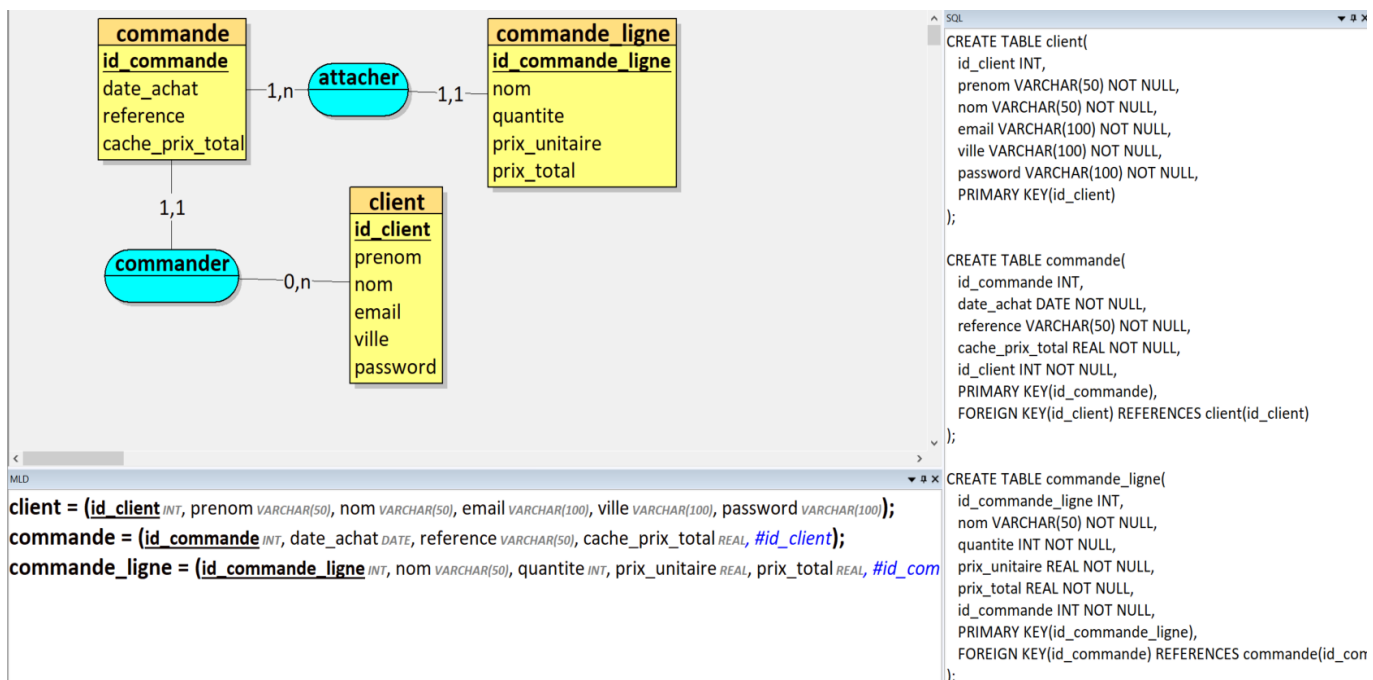 commande
id_commande
date_achat
reference
cache_prix_total
1,n
attacher
1,1
commande_ligne
id_commande_ligne
nom
quantite
prix_unitaire
prix_total
1,1
commander
0,n
client
id_client
prenom
nom
email
ville
password
MLD
client = (id_client INT, prenom VARCHAR(50), nom VARCHAR(50), email VARCHAR(100), ville VARCHAR(100), password VARCHAR(100));
commande = (id_commande INT, date_achat DATE, reference VARCHAR(50), cache_prix_total REAL, #id_client);
commande_ligne = (id_commande_ligne INT, nom VARCHAR(50), quantite INT, prix_unitaire REAL, prix_total REAL, #id_com
SQL
CREATE TABLE client(
id_client INT,
prenom VARCHAR(50) NOT NULL,
nom VARCHAR(50) NOT NULL,
email VARCHAR(100) NOT NULL,
ville VARCHAR(100) NOT NULL,
password VARCHAR(100) NOT NULL,
PRIMARY KEY(id_client)
);
CREATE TABLE commande(
id_commande INT,
date_achat DATE NOT NULL,
reference VARCHAR(50) NOT NULL,
cache_prix_total REAL NOT NULL,
id_client INT NOT NULL,
PRIMARY KEY(id_commande),
FOREIGN KEY(id_client) REFERENCES client(id_client)
);
CREATE TABLE commande_ligne(
id_commande_ligne INT,
nom VARCHAR(50) NOT NULL,
quantite INT NOT NULL,
prix_unitaire REAL NOT NULL,
prix_total REAL NOT NULL,
id_commande INT NOT NULL,
PRIMARY KEY(id_commande_ligne),
FOREIGN KEY(id_commande) REFERENCES commande(id_com
);